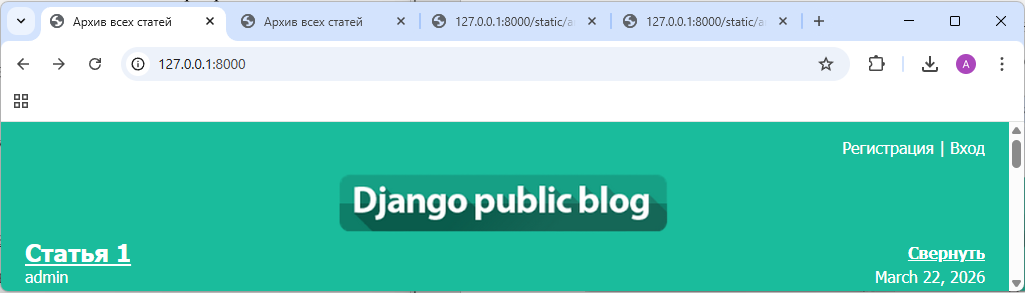 Архив всех статей
Архив всех статей
127.0.0.1:8000/static/a
127.0.0.1:8000/static/a
127.0.0.1:8000
A
Регистрация | Вход
Django public blog
Статья 1
Свернуть
admin
March 22, 2026